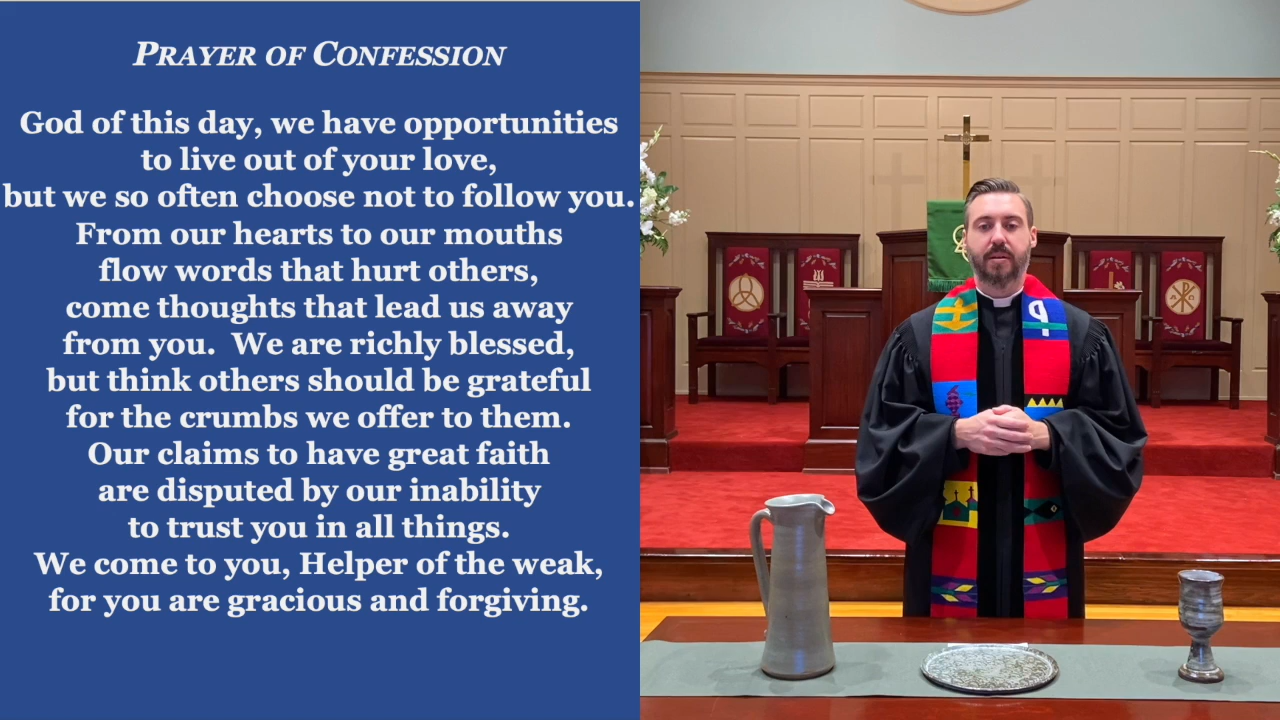 PRAYER OF CONFESSION
God of this day, we have opportunities
to live out of your love,
but we so often choose not to follow you.
From our hearts to our mouths
flow words that hurt others,
come thoughts that lead us away
from you.  We are richly blessed,
but think others should be grateful
for the crumbs we offer to them.
Our claims to have great faith
are disputed by our inability
to trust you in all things.
We come to you, Helper of the weak,
for you are gracious and forgiving.